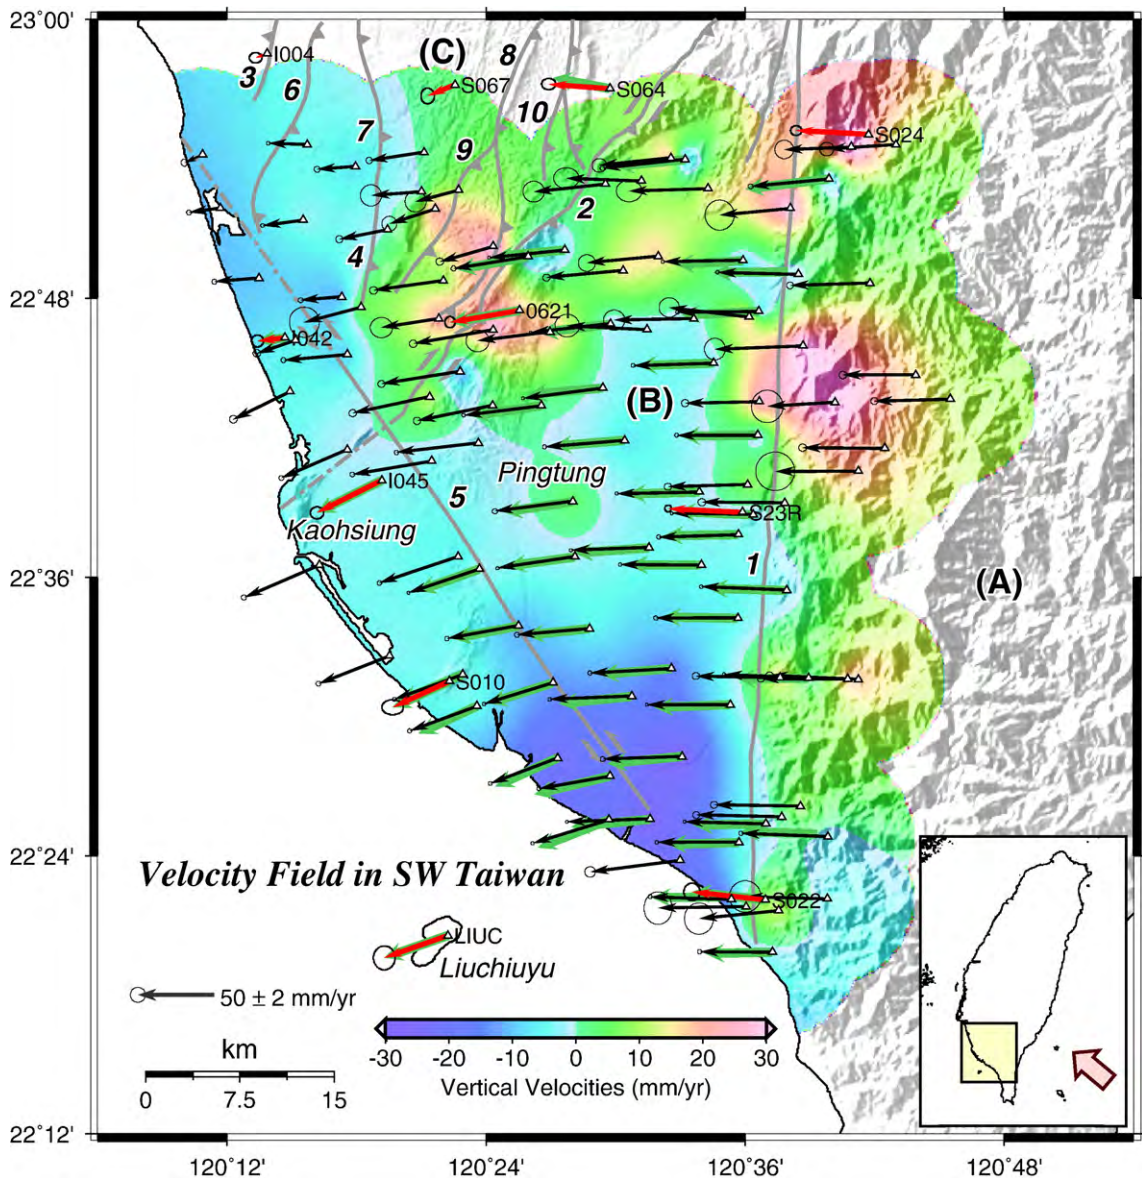 23°00'
22°48'
22°36'
22°24'
22°12'
120°12'
120°24'
120°36'
120°48'
3
I004
6
(C)
8
S067
10
S064
S024
7
9
2
4
0621
I042
(B)
I045
5
Pingtung
Kaohsiung
S23R
1
(A)
S010
Velocity Field in SW Taiwan
S022
LIUC
Liuchiuyu
50 ± 2 mm/yr
km
0 7.5 15
-30 -20 -10 0 10 20 30
Vertical Velocities (mm/yr)